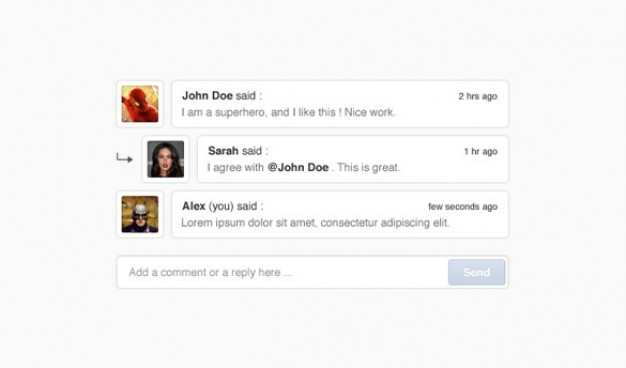 John Doe said :
2 hrs ago
I am a superhero, and I like this ! Nice work.
Sarah said :
1 hr ago
I agree with @John Doe . This is great.
Alex (you) said :
few seconds ago
Lorem ipsum dolor sit amet, consectetur adipiscing elit.
Add a comment or a reply here ...
Send